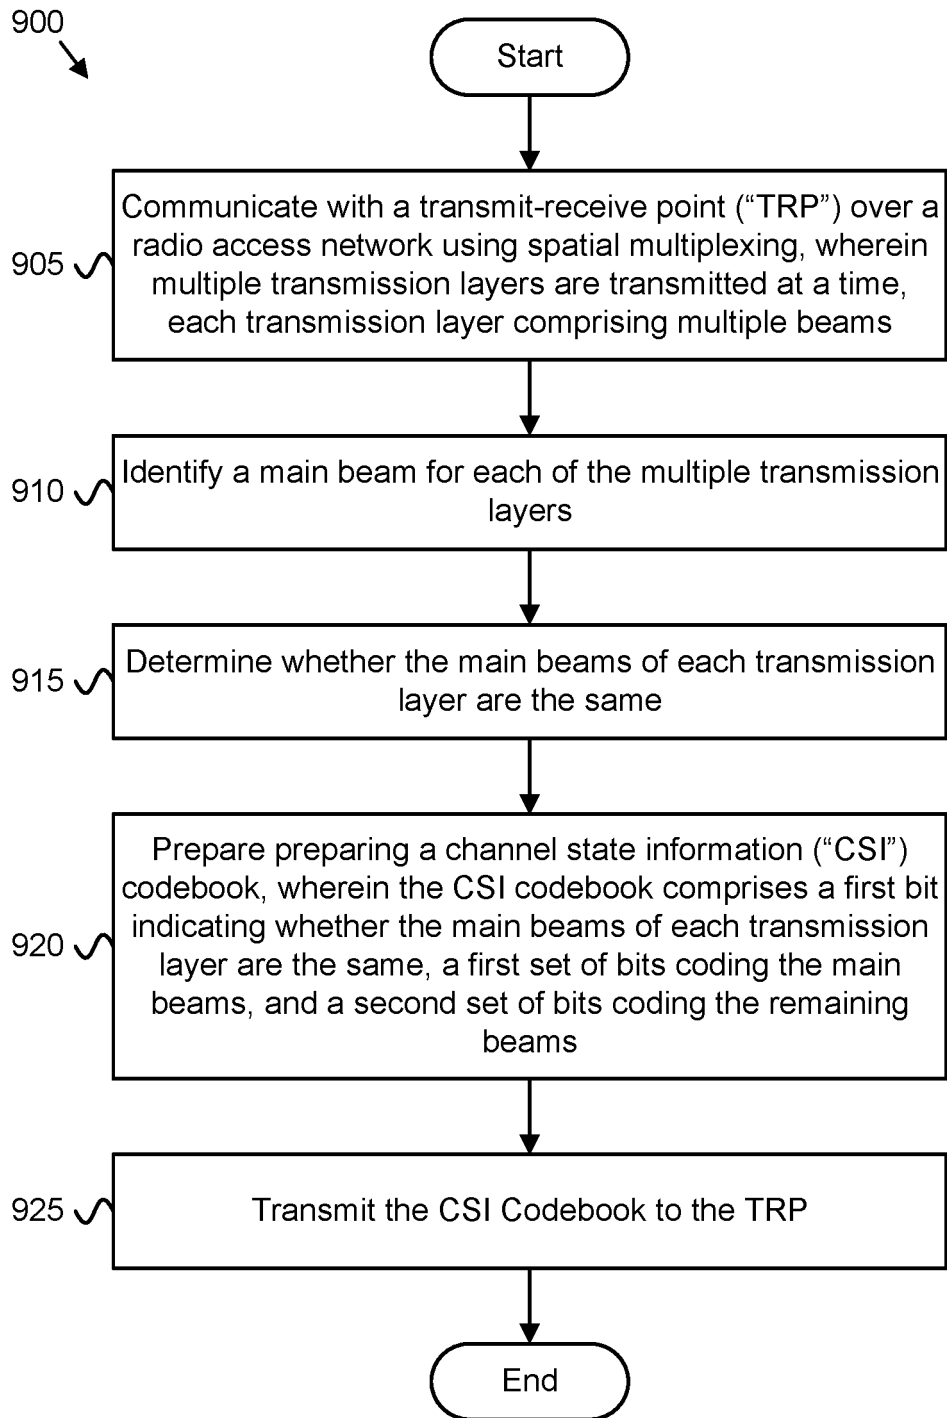 900
Start
Communicate with a transmit-receive point (“TRP”) over a
radio access network using spatial multiplexing, wherein
905
multiple transmission layers are transmitted at a time,
each transmission layer comprising multiple beams
Identify a main beam for each of the multiple transmission
910
layers
Determine whether the main beams of each transmission
915
layer are the same
Prepare preparing a channel state information (“CSI”)
codebook, wherein the CSI codebook comprises a first bit
indicating whether the main beams of each transmission
920
layer are the same, a first set of bits coding the main
beams, and a second set of bits coding the remaining
beams
925
Transmit the CSI Codebook to the TRP
End